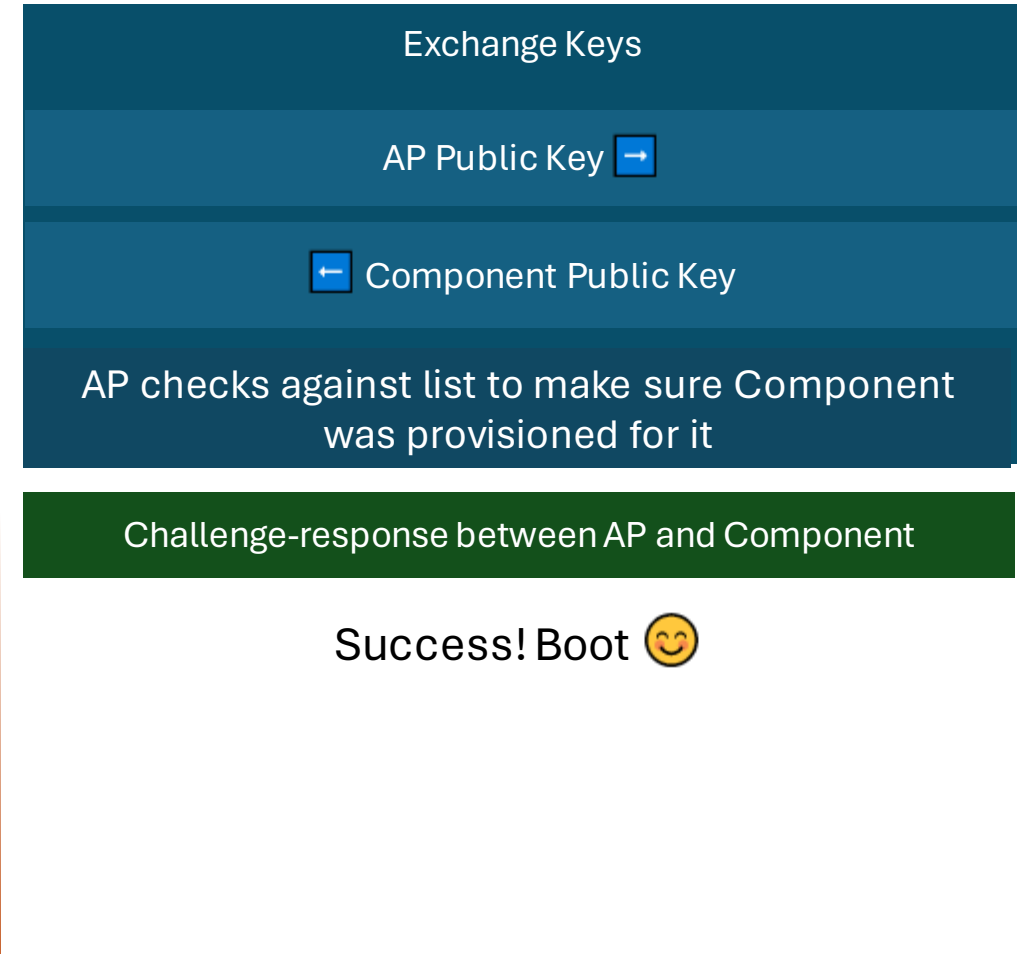 Exchange Keys
AP Public Key ➡️
⬅️ Component Public Key
AP checks against list to make sure Component
was provisioned for it
Challenge-response between AP and Component
Success! Boot 😊